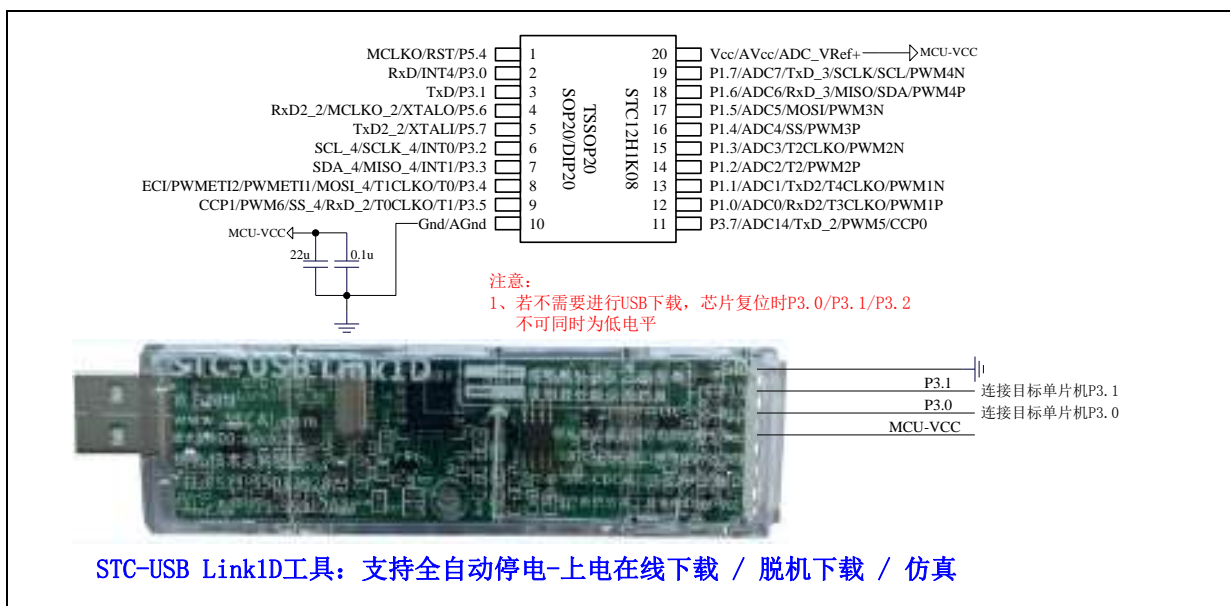 MCLKO/RST/P5.4 1
RxD/INT4/P3.0 2
TxD/P3.1 3
RxD2_2/MCLKO_2/XTALO/P5.6 4
TxD2_2/XTALI/P5.7 5
SCL_4/SCLK_4/INT0/P3.2 6
SDA_4/MISO_4/INT1/P3.3 7
ECI/PWMETI2/PWMETI1/MOSI_4/T1CLKO/T0/P3.4 8
CCP1/PWM6/SS_4/RxD_2/T0CLKO/T1/P3.5 9
Gnd/AGnd 10
STC12H1K08
TSSOP20
SOP20/DIP20
20 Vcc/AVcc/ADC_VRef+ MCU-VCC
19 P1.7/ADC7/TxD_3/SCLK/SCL/PWM4N
18 P1.6/ADC6/RxD_3/MISO/SDA/PWM4P
17 P1.5/ADC5/MOSI/PWM3N
16 P1.4/ADC4/SS/PWM3P
15 P1.3/ADC3/T2CLKO/PWM2N
14 P1.2/ADC2/T2/PWM2P
13 P1.1/ADC1/TxD2/T4CLKO/PWM1N
12 P1.0/ADC0/RxD2/T3CLKO/PWM1P
11 P3.7/ADC14/TxD_2/PWM5/CCP0
MCU-VCC
22u 0.1u
注意:
1、若不需要进行USB下载, 芯片复位时P3.0/P3.1/P3.2
不可同时为低电平
STC-USB Link1D
P3.1 连接目标单片机P3.1
P3.0 连接目标单片机P3.0
MCU-VCC
STC-USB Link1D工具: 支持全自动停电-上电在线下载 / 脱机下载 / 仿真